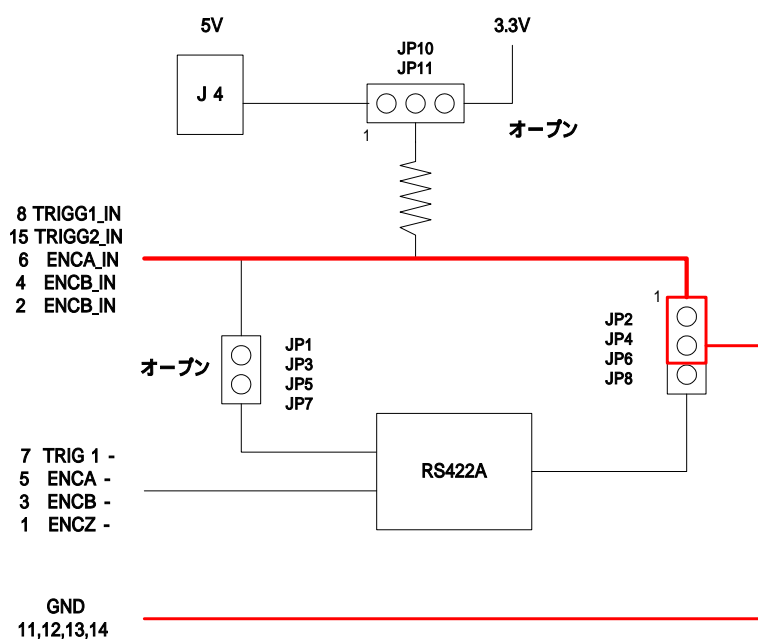 5V
3.3V
JP10
JP11
J 4
1
オープン
8 TRIGG1_IN
15 TRIGG2_IN
6 ENCA_IN
4 ENCB_IN
2 ENCB_IN
1
JP2
JP4
JP6
JP8
オープン
JP1
JP3
JP5
JP7
RS422A
7 TRIG 1 -
5 ENCA -
3 ENCB -
1 ENCZ -
GND
11,12,13,14